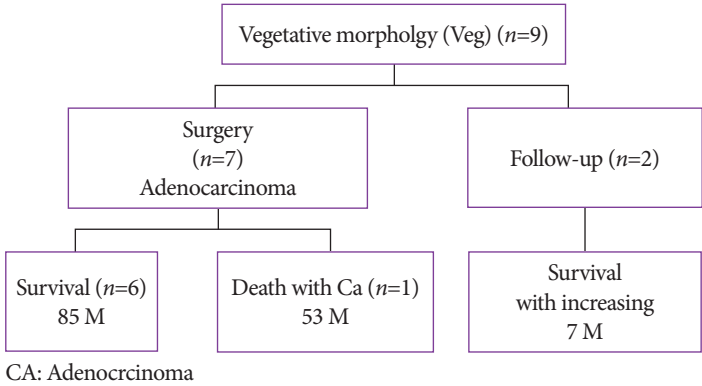 Vegetative morpholgy (Veg) (n=9)
Surgery
(n=7)
Adenocarcinoma
Follow-up (n=2)
Survival (n=6)
85 M
Death with Ca (n=1)
53 M
Survival
with increasing
7 M
CA: Adenocrcinoma